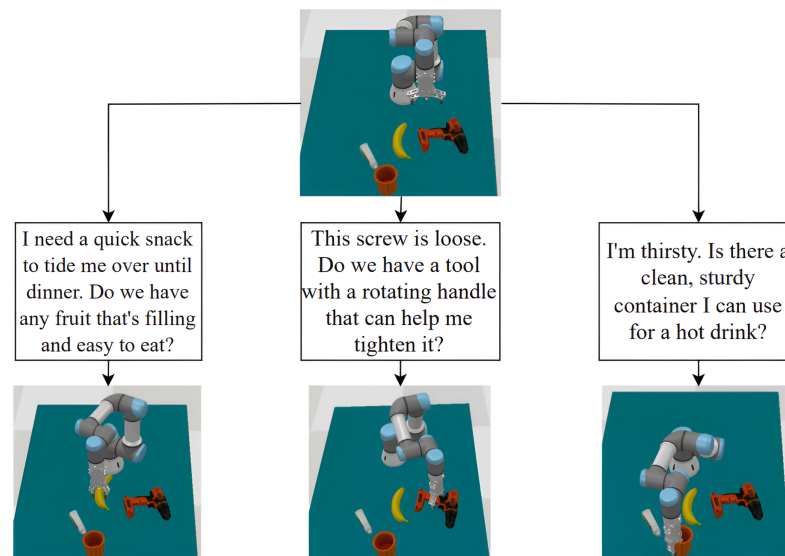 I need a quick snack
to tide me over until
dinner. Do we have
any fruit that's filling
and easy to eat?
This screw is loose.
Do we have a tool
with a rotating handle
that can help me
tighten it?
I'm thirsty. Is there a
clean, sturdy
container I can use
for a hot drink?